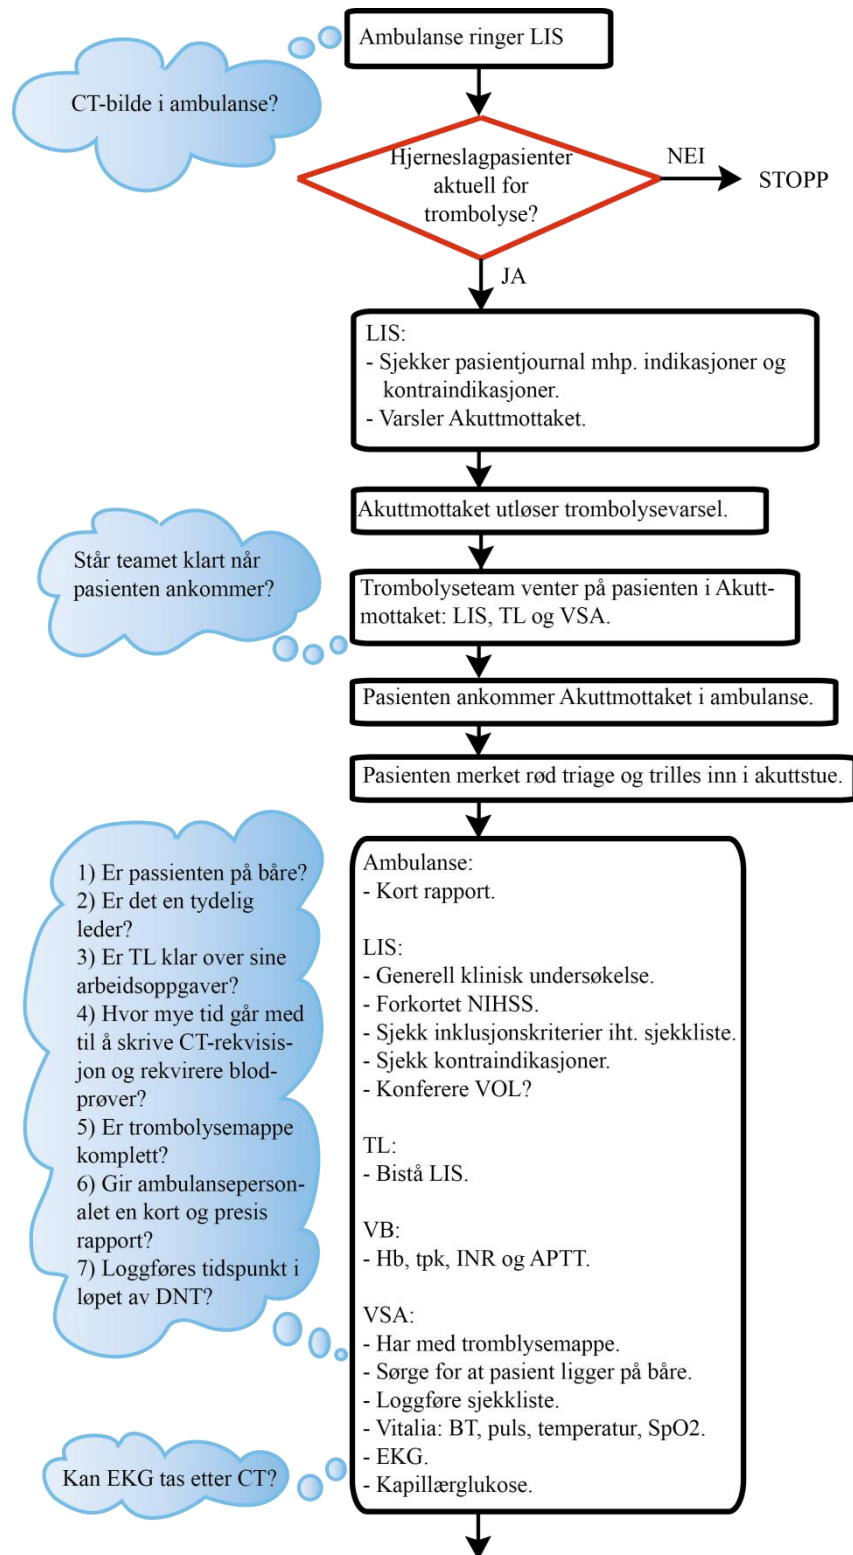 Ambulanse ringer LIS
CT-bilde i ambulanse?
Hjerneslagpasienter
aktuell for
trombolyse?
NEI
STOPP
JA
LIS:
- Sjekker pasientjournal mhp. indikasjoner og
kontraindikasjoner.
- Varsler Akuttmottaket.
Akuttmottaket utløser trombolysevarsel.
Står teamet klart når
pasienten ankommer?
Trombolyseteam venter på pasienten i Akutt-
mottaket: LIS, TL og VSA.
Pasienten ankommer Akuttmottaket i ambulanse.
Pasienten merket rød triage og trilles inn i akuttstue.
1) Er passienten på båre?
2) Er det en tydelig
leder?
3) Er TL klar over sine
arbeidsoppgaver?
4) Hvor mye tid går med
til å skrive CT-rekvisis-
jon og rekvirere blod-
prøver?
5) Er trombolysemappe
komplett?
6) Gir ambulanseperson-
alet en kort og presis
rapport?
7) Loggføres tidspunkt i
løpet av DNT?
Ambulanse:
- Kort rapport.
LIS:
- Generell klinisk undersøkelse.
- Forkortet NIHSS.
- Sjekk inklusjonskriterier iht. sjekkliste.
- Sjekk kontraindikasjoner.
- Konferere VOL?
TL:
- Bistå LIS.
VB:
- Hb, tpk, INR og APTT.
VSA:
- Har med tromblysemappe.
- Sørge for at pasient ligger på båre.
- Loggføre sjekkliste.
- Vitalia: BT, puls, temperatur, SpO2.
- EKG.
- Kapillærglukose.
Kan EKG tas etter CT?